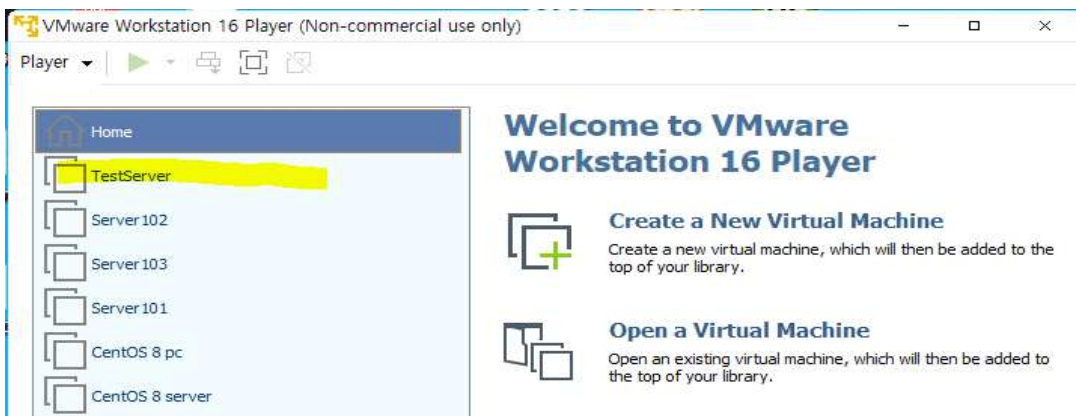 VMware Workstation 16 Player (Non-commercial use only)
Player
Home
TestServer
Server102
Server103
Server101
CentOS 8 pc
CentOS 8 server
Welcome to VMware
Workstation 16 Player
Create a New Virtual Machine
Create a new virtual machine, which will then be added to the
top of your library.
Open a Virtual Machine
Open an existing virtual machine, which will then be added to
the top of your library.